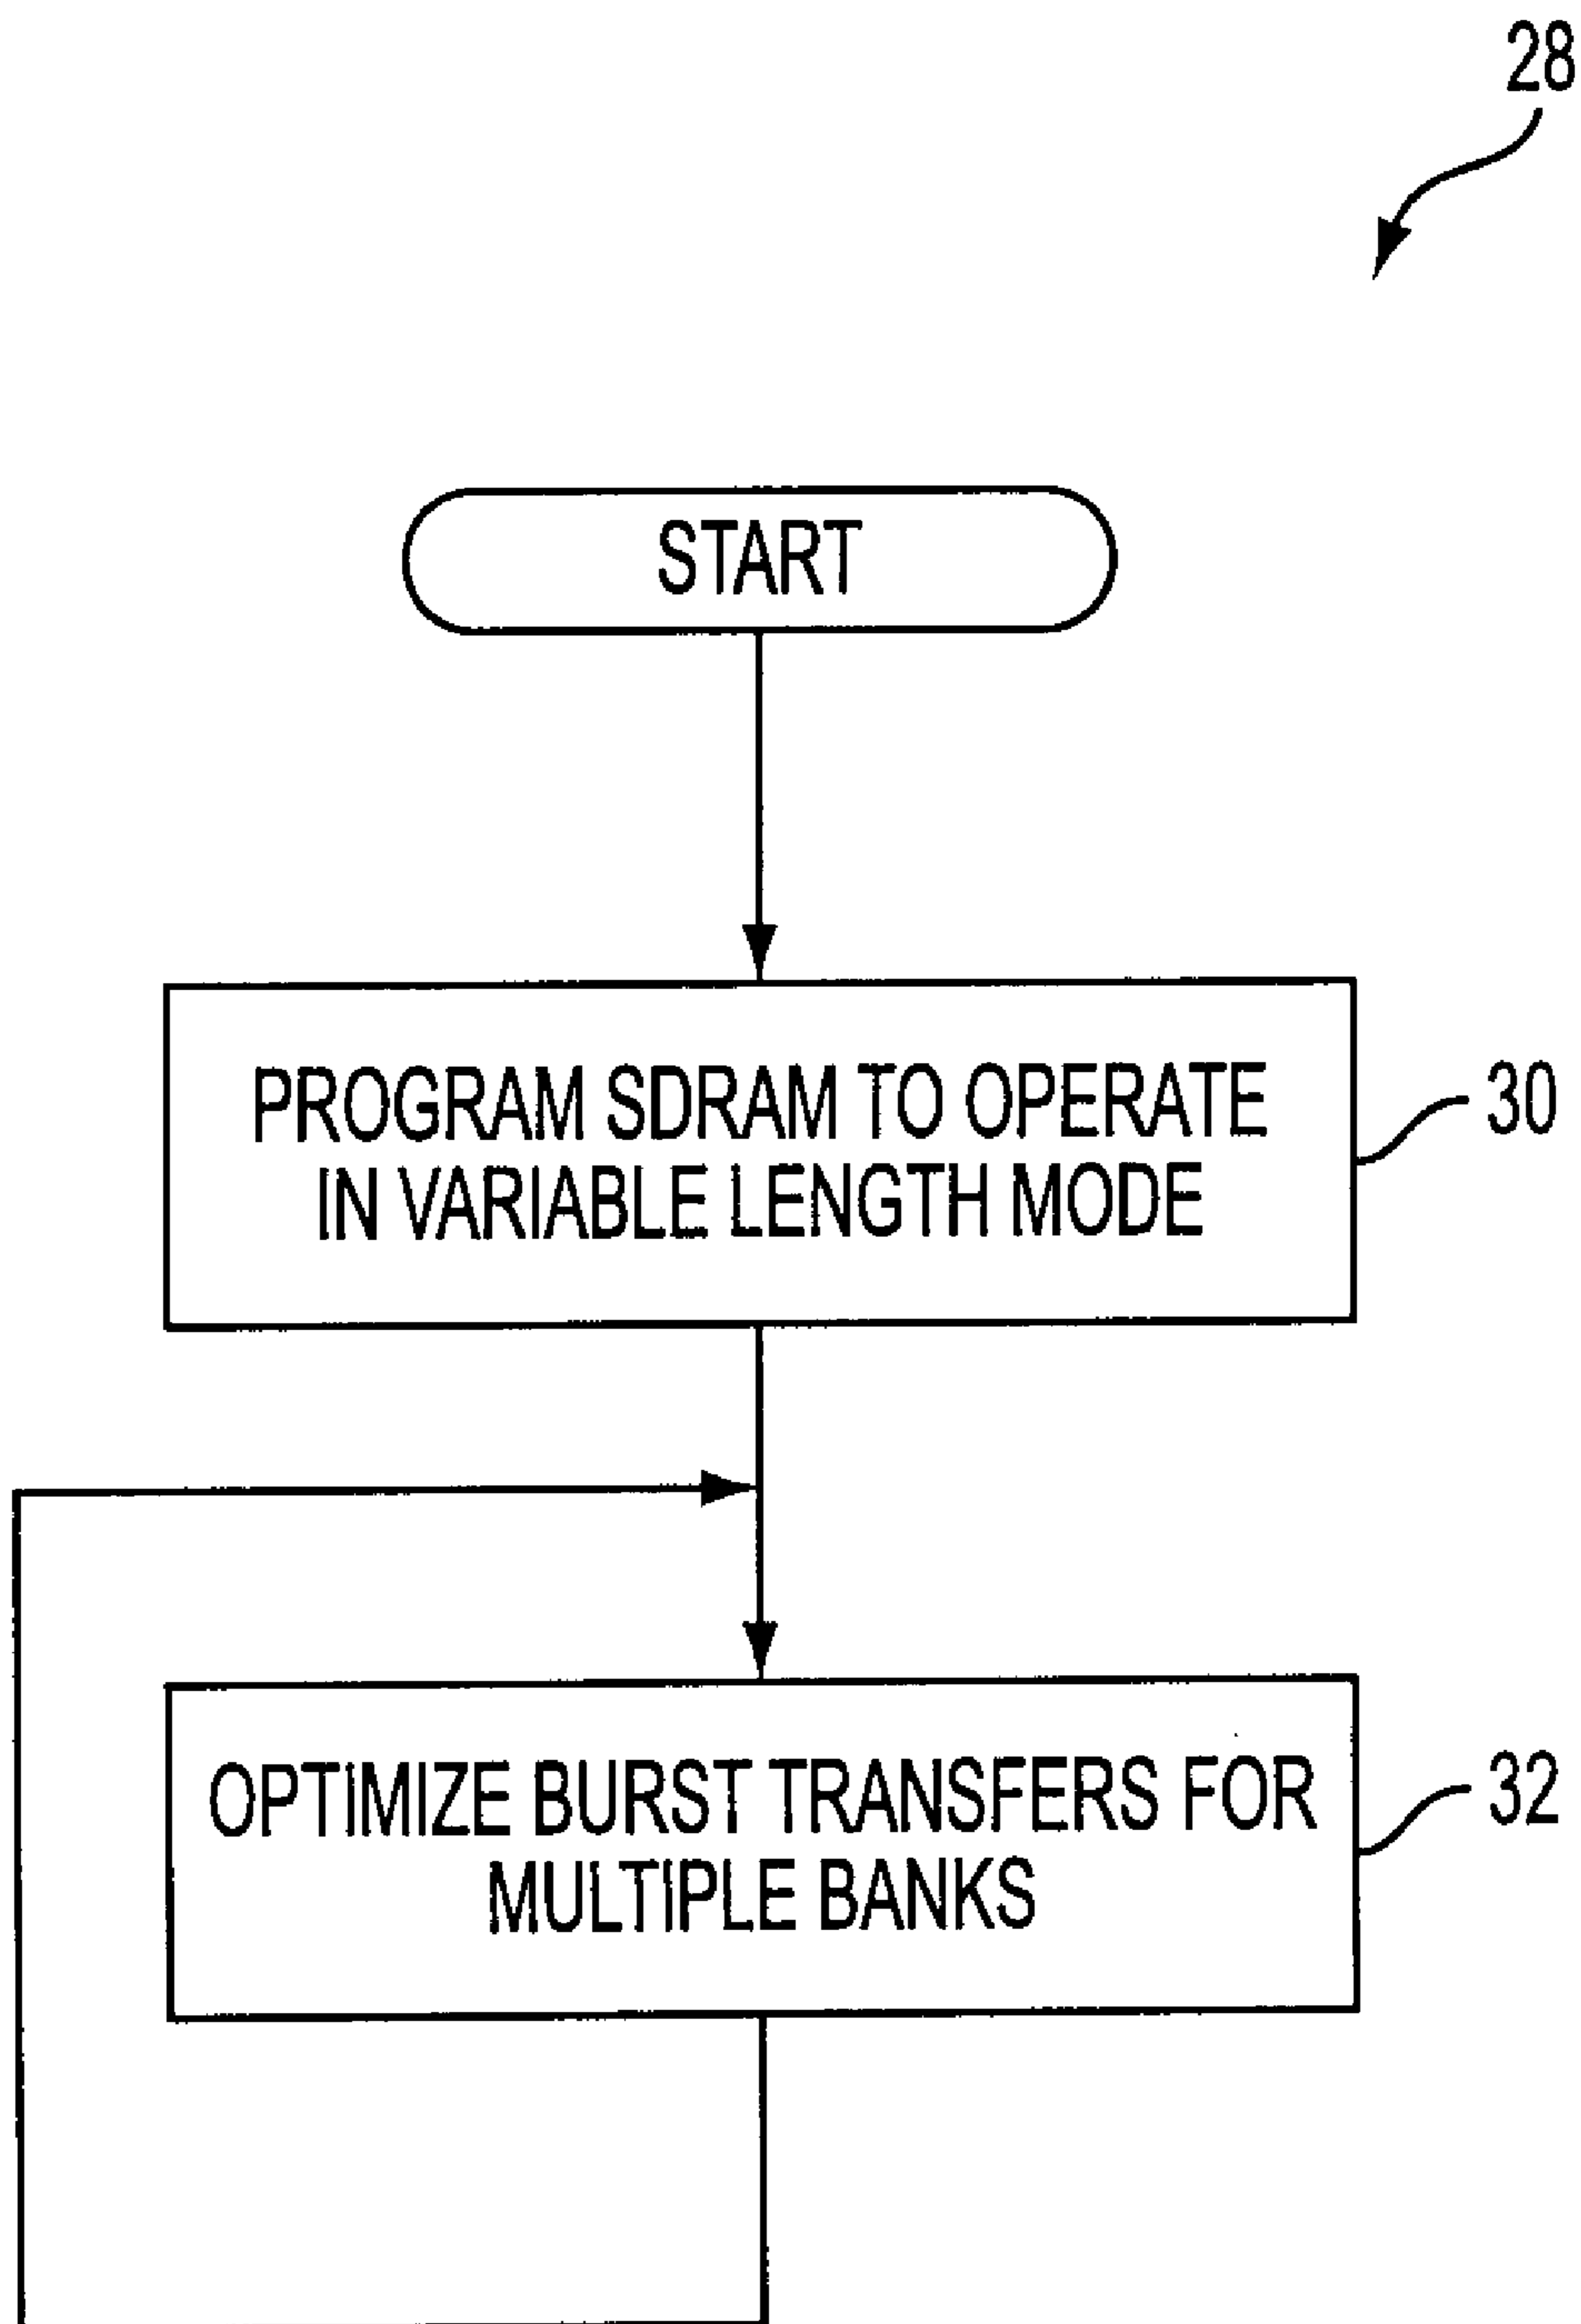 28
START
PROGRAM SDRAM TO OPERATE
IN VARIABLE LENGTH MODE
30
OPTIMIZE BURST TRANSFERS FOR
MULTIPLE BANKS
32